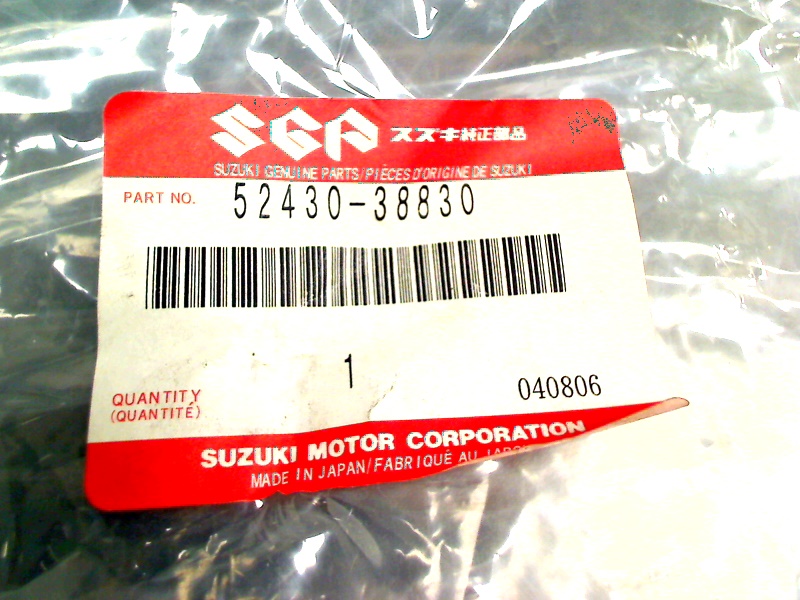 SGP スズキ純正部品
SUZUKI GENUINE PARTS/PIÈCES D'ORIGINE DE SUZUKI
PART NO. 52430-38830
1
040806
QUANTITY
(QUANTITÉ)
SUZUKI MOTOR CORPORATION
MADE IN JAPAN/FABRIQUÉ AU JAPON